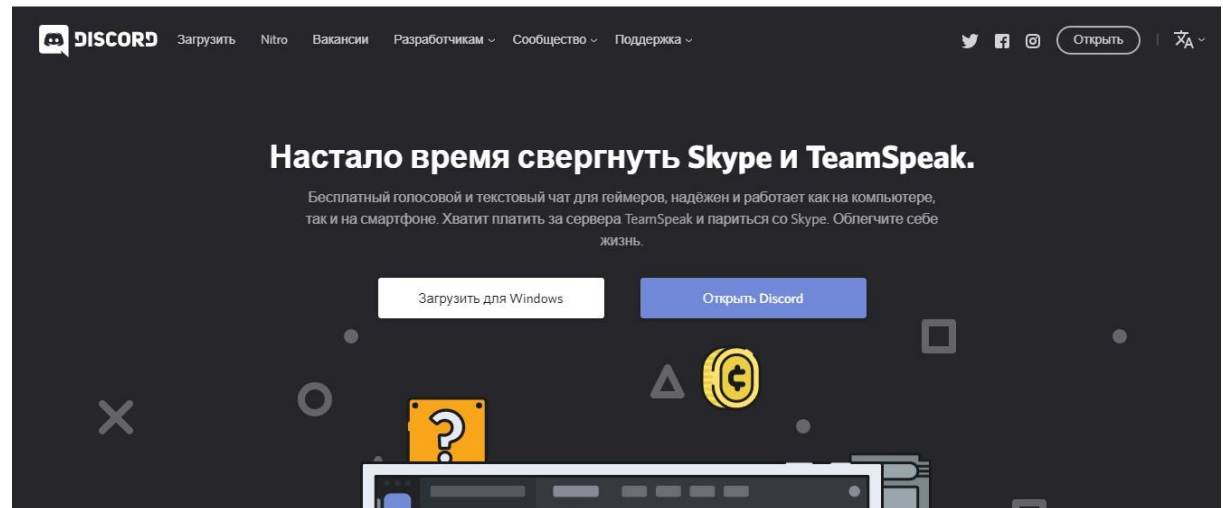 DISCORD Загрузить Nitro Вакансии Разработчикам Сообщество Поддержка Открыть
Настало время свергнуть Skype и TeamSpeak.
Бесплатный голосовой и текстовый чат для геймеров, надёжен и работает как на компьютере,
так и на смартфоне. Хватит платить за сервера TeamSpeak и париться со Skype. Облегчите себе
жизнь.
Загрузить для Windows Открыть Discord